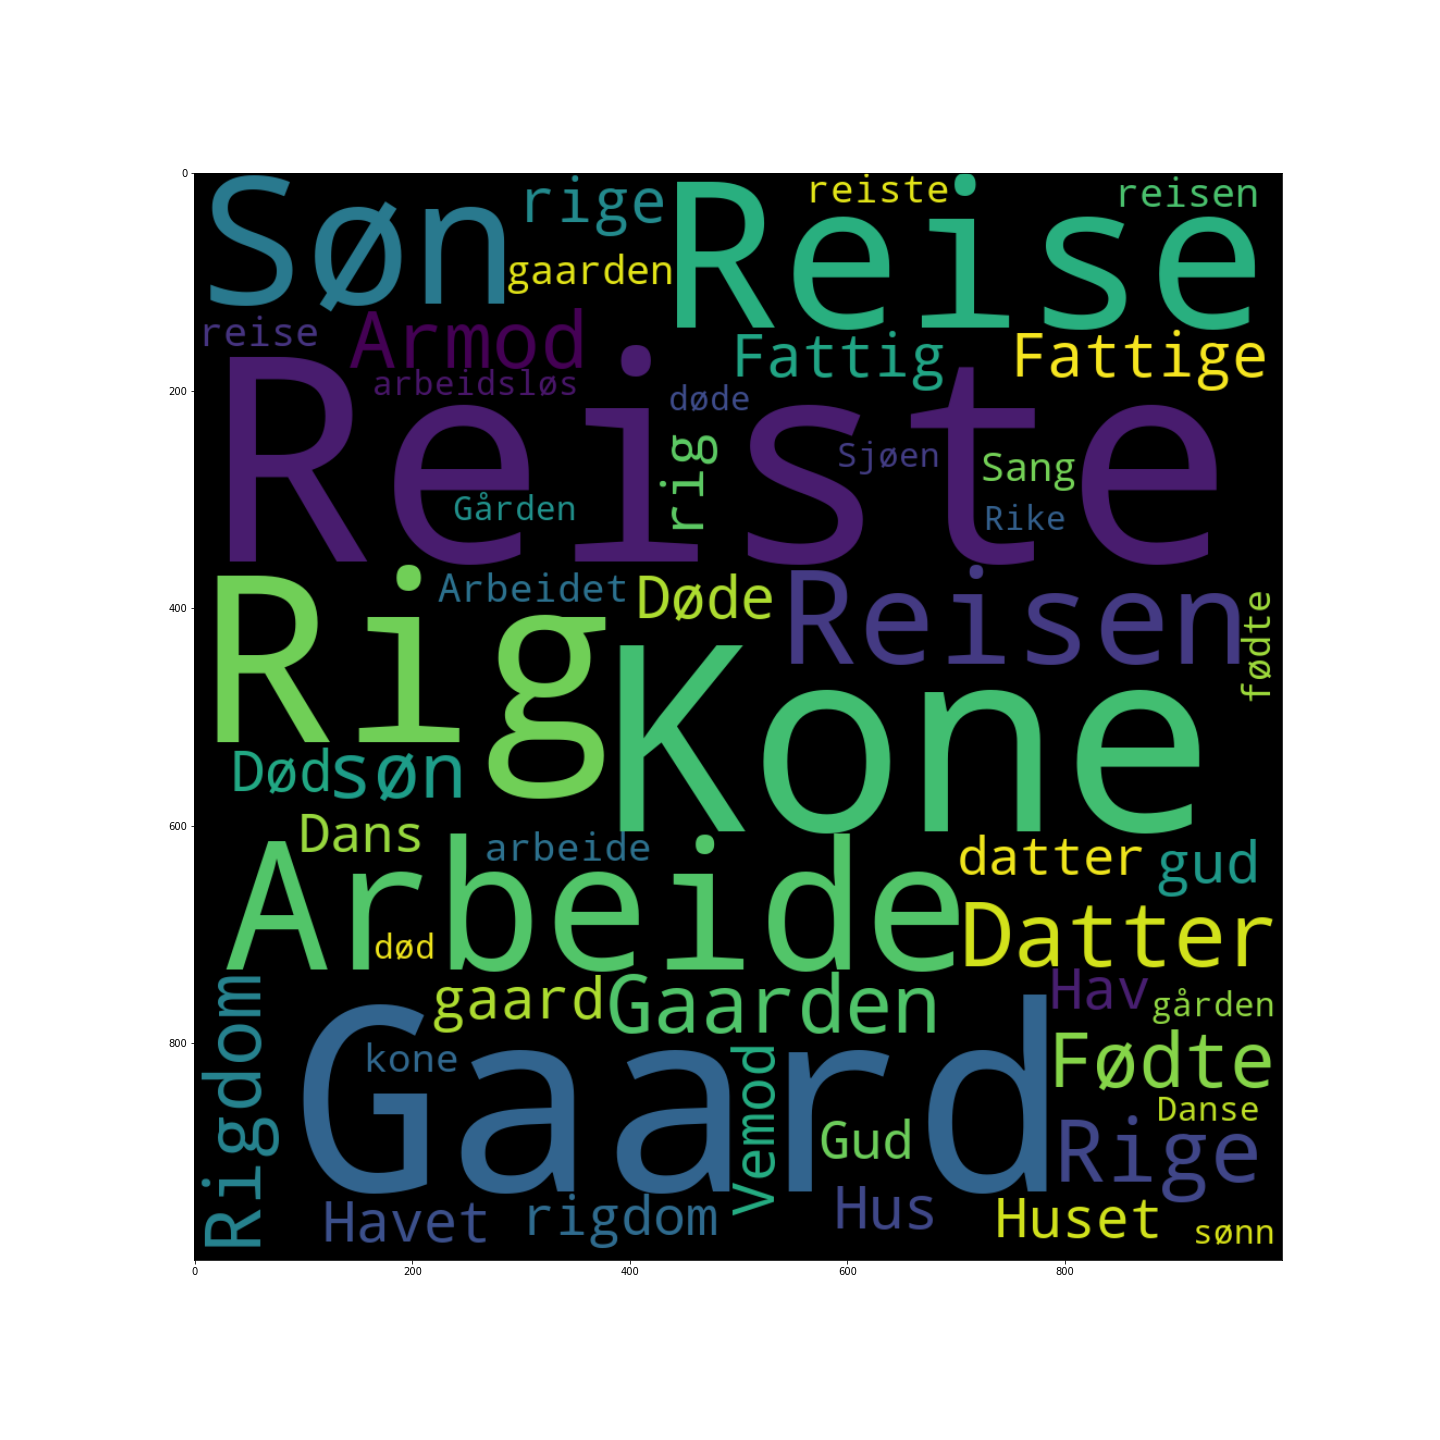 Søn
rige
Reise
reiste
reisen
gaarden
reise
Armod
Fattig
Fattige
arbeidsløs
døde
Reiste
rig
Sjøen
Sang
Gården
Rike
Rig
Arbeidet
Døde
Reisen
fødte
Kone
Død
søn
Dans
arbeide
datter
gud
Arbeide
død
Datter
Rigdom
gaard
Gaarden
Hav
gården
kone
Gaard
Vemod
Fødte
Danse
Gud
Rige
Havet
rigdom
Hus
Huset
sønn
0
200
400
600
800
0
200
400
600
800